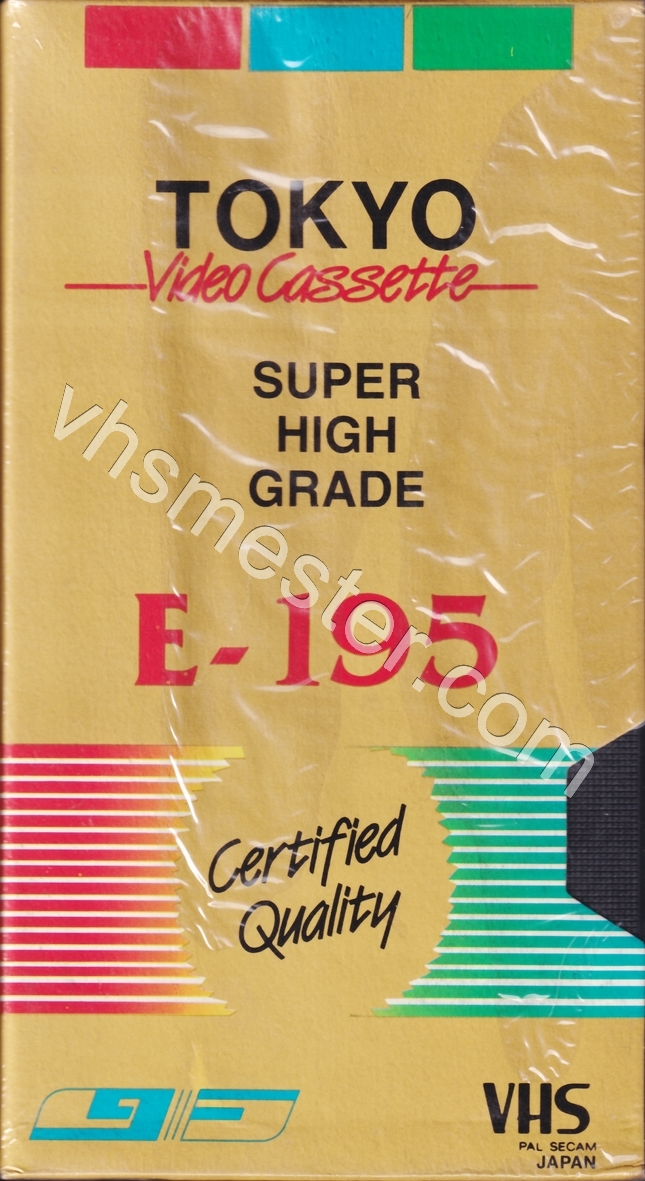 TOKYO
Video Cassette
SUPER
HIGH
GRADE
E-195
Certified
Quality
VHS
PAL SECAM
JAPAN
vhsmester.com